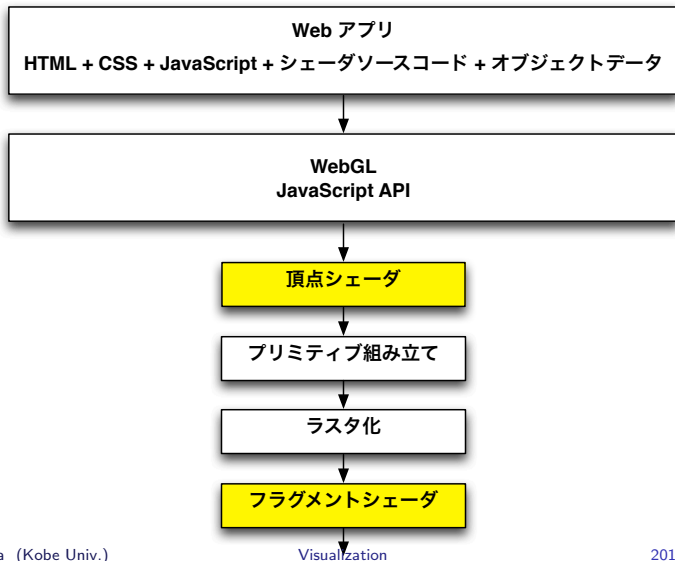 Web アプリ
HTML + CSS + JavaScript + シェーダソースコード + オブジェクトデータ
WebGL
JavaScript API
頂点シェーダ
プリミティブ組み立て
ラスタ化
フラグメントシェーダ
(Kobe Univ.) Visualization